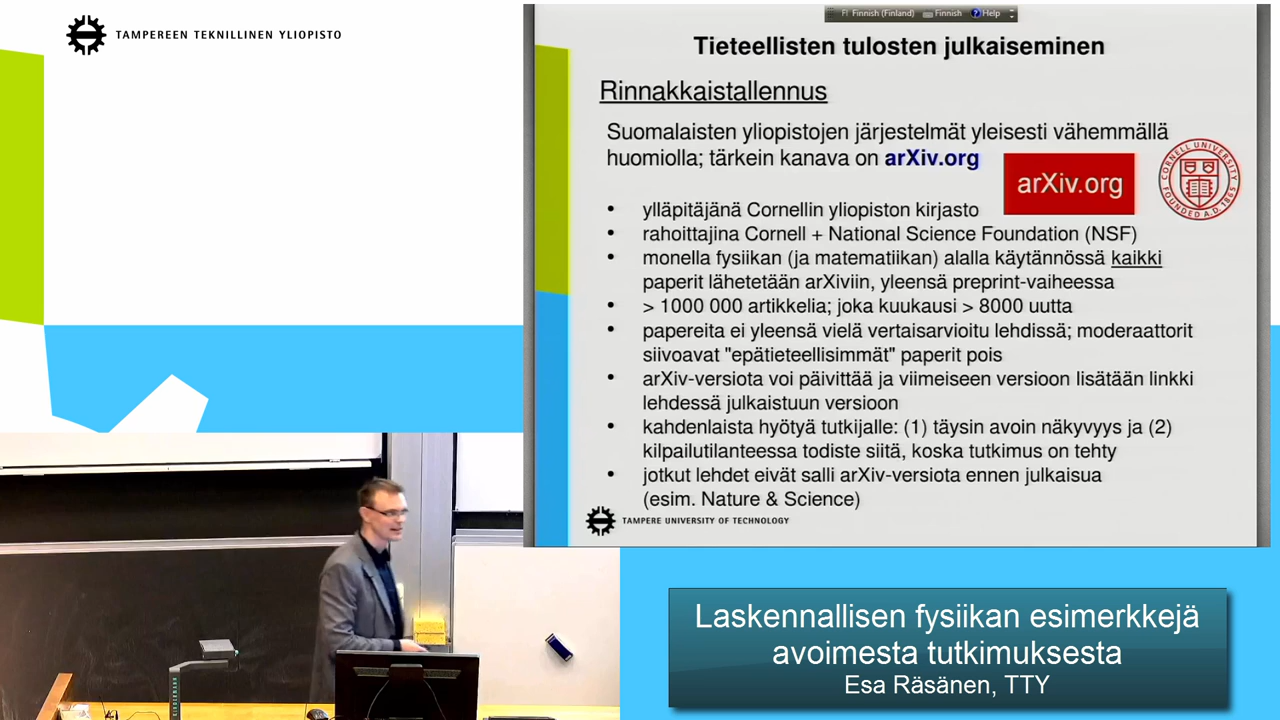 TAMPEREEN TEKNILLINEN YLIOPISTO
FI Finnish (Finland) Finnish Help
Tieteellisten tulosten julkaiseminen
Rinnakkaistallennus
Suomalaisten yliopistojen järjestelmät yleisesti vähemmällä
huomiolla; tärkein kanava on arXiv.org
arXiv.org
CORNELL UNIVERSITY
FOUNDED A.D. 1865
• ylläpitäjänä Cornellin yliopiston kirjasto
• rahoittajina Cornell + National Science Foundation (NSF)
• monella fysiikan (ja matematiikan) alalla käytännössä kaikki
paperit lähetetään arXiviin, yleensä preprint-vaiheessa
• > 1000 000 artikkelia; joka kuukausi > 8000 uutta
• papereita ei yleensä vielä vertaisarvioitu lehdissä; moderaattorit
siivoavat "epätieteellisimmät" paperit pois
• arXiv-versiota voi päivittää ja viimeiseen versioon lisätään linkki
lehdessä julkaistuun versioon
• kahdenlaista hyötyä tutkijalle: (1) täysin avoin näkyvyys ja (2)
kilpailutilanteessa todiste siitä, koska tutkimus on tehty
• jotkut lehdet eivät salli arXiv-versiota ennen julkaisua
(esim. Nature & Science)
TAMPERE UNIVERSITY OF TECHNOLOGY
Laskennallisen fysiikan esimerkkejä
avoimesta tutkimuksesta
Esa Räsänen, TTY